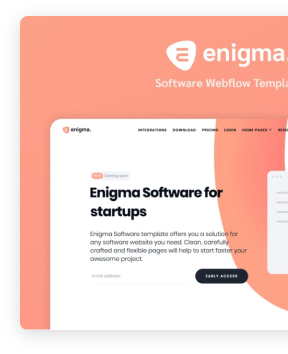 enigma.
Software Webflow Templa
enigma.
INTEGRATIONS DOWNLOAD PRICING LOGIN HOME PAGES
Coming soon
Enigma Software for
startups
Enigma Software template offers you a solution for
any software website you need. Clean, carefully
crafted and flexible pages will help to start faster your
awesome project.
Email address
EARLY ACCESS